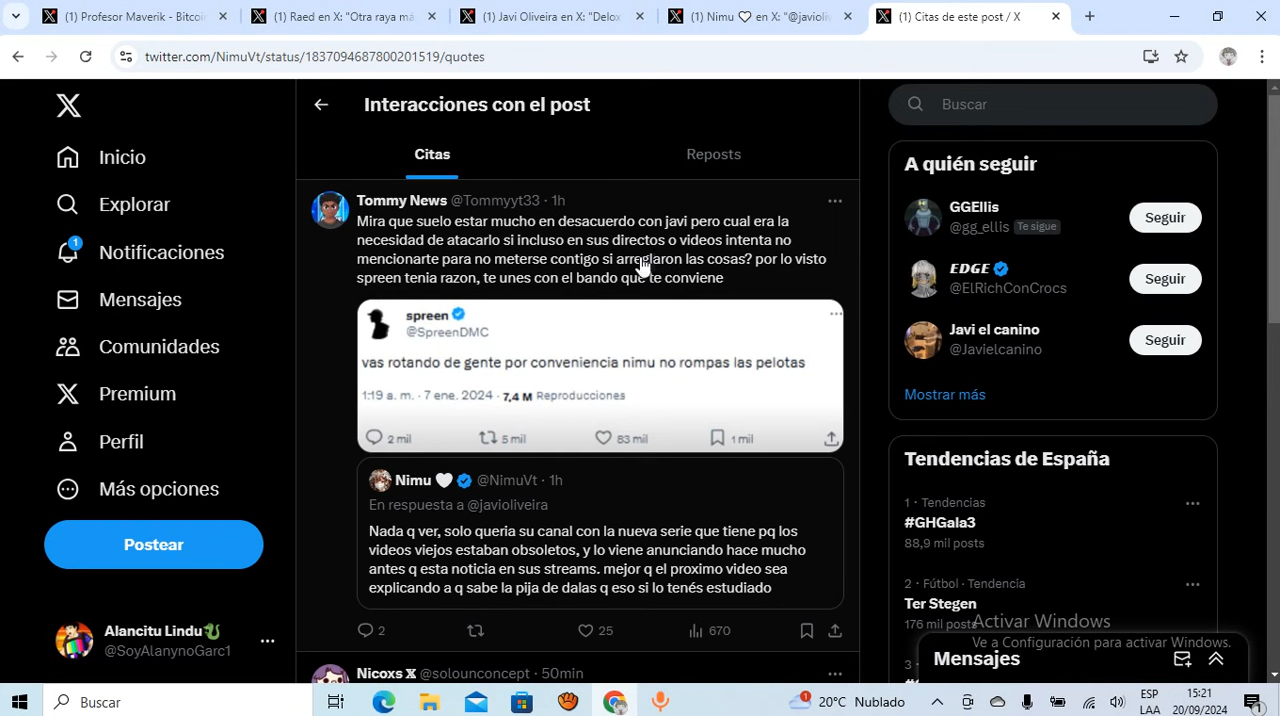 (1) Profesor Maverik - Bitcoi
(1) Raed en X: "Otra raya má
(1) Javi Oliveira en X: "Delox
(1) Nimu 🤍 en X: "@javioliv
(1) Citas de este post / X
twitter.com/NimuVt/status/1837094687800201519/quotes
Inicio
Explorar
1
Notificaciones
Mensajes
Comunidades
Premium
Perfil
Más opciones
Postear
Alancitu Lindu🐉
@SoyAlanynoGarc1
Interacciones con el post
Citas
Reposts
Tommy News @Tommyyt33 · 1h
Mira que suelo estar mucho en desacuerdo con javi pero cual era la
necesidad de atacarlo si incluso en sus directos o videos intenta no
mencionarte para no meterse contigo si arreglaron las cosas? por lo visto
spreen tenia razon, te unes con el bando que te conviene
spreen
@SpreenDMC
vas rotando de gente por conveniencia nimu no rompas las pelotas
1:19 a. m. · 7 ene. 2024 · 7,4 M Reproducciones
2 mil
5 mil
83 mil
1 mil
Nimu 🤍 @NimuVt · 1h
En respuesta a @javioliveira
Nada q ver, solo queria su canal con la nueva serie que tiene pq los
videos viejos estaban obsoletos, y lo viene anunciando hace mucho
antes q esta noticia en sus streams. mejor q el proximo video sea
explicando a q sabe la pija de dalas q eso si lo tenés estudiado
2
25
670
Nicoxs 𝕏 @solounconcept · 50min
Buscar
A quién seguir
GGEllis
@gg_ellis Te sigue
Seguir
EDGE
@ElRichConCrocs
Seguir
Javi el canino
@Javielcanino
Seguir
Mostrar más
Tendencias de España
1 · Tendencias
#GHGala3
88,9 mil posts
2 · Fútbol · Tendencia
Ter Stegen
176 mil posts
3 ·
Activar Windows
Ve a Configuración para activar Windows.
Mensajes
Buscar
1
20°C Nublado
ESP
LAA
15:21
20/09/2024
1